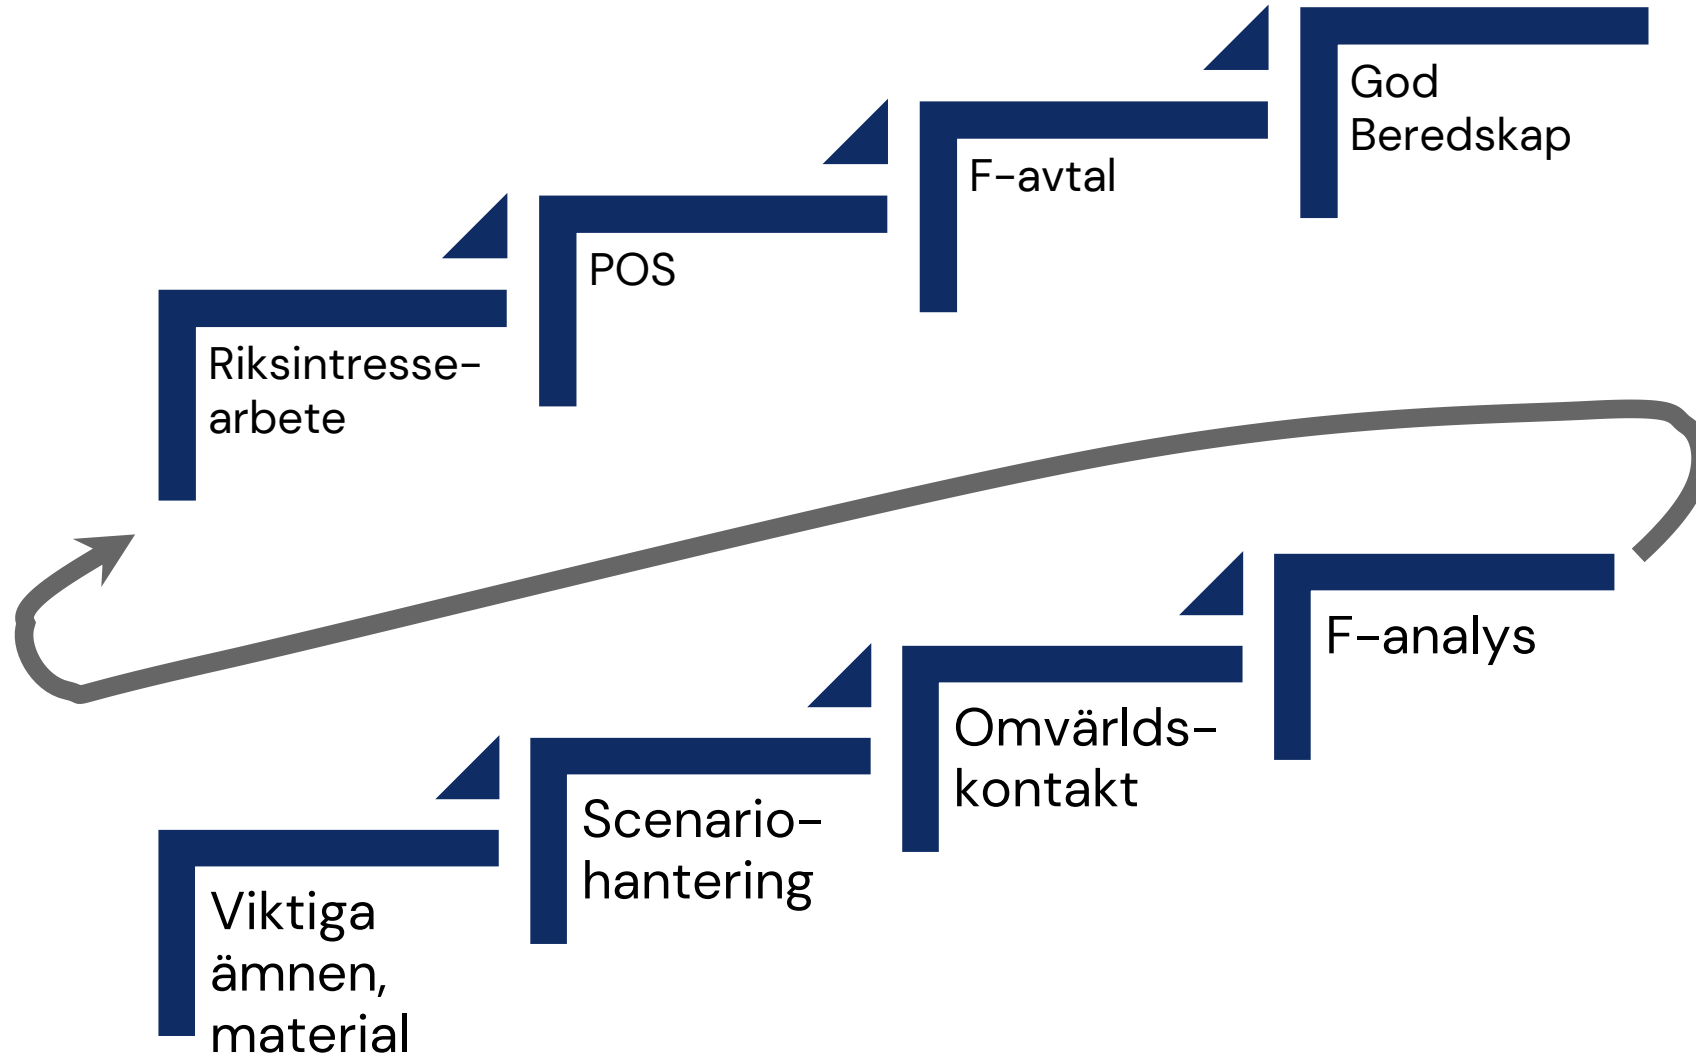 God
Beredskap
F-avtal
POS
Riksintresse-
arbete
F-analys
Omvärlds-
kontakt
Scenario-
hantering
Viktiga
ämnen,
material